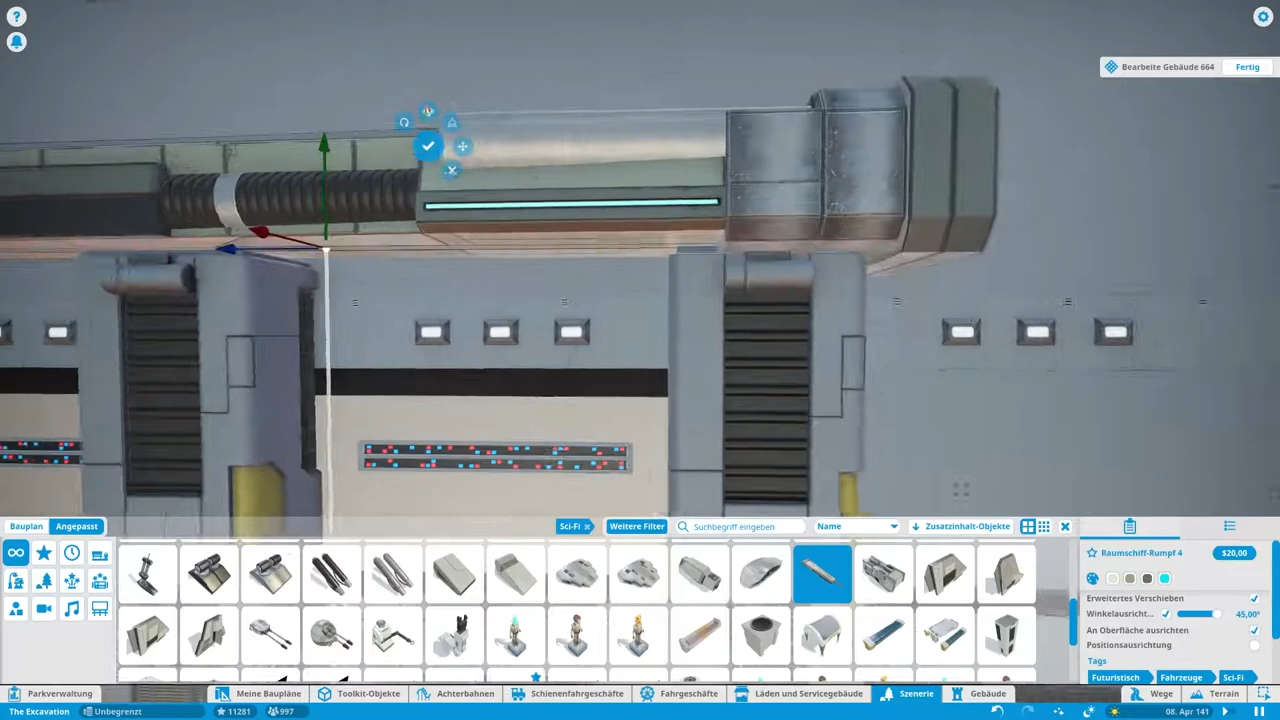 ?
Bearbeite Gebäude 664
Fertig
Bauplan
Angepasst
Sci-Fi
Weitere Filter
Suchbegriff eingeben
Name
Zusatzinhalt-Objekte
Raumschiff-Rumpf 4
$20,00
Erweitertes Verschieben
Winkelausricht...
45,00°
An Oberfläche ausrichten
Positionsausrichtung
Tags
Futuristisch
Fahrzeuge
Sci-Fi
Parkverwaltung
Meine Baupläne
Toolkit-Objekte
Achterbahnen
Schienenfahrgeschäfte
Fahrgeschäfte
Läden und Servicegebäude
Szenerie
Gebäude
Wege
Terrain
The Excavation
Unbegrenzt
11281
997
08. Apr 141